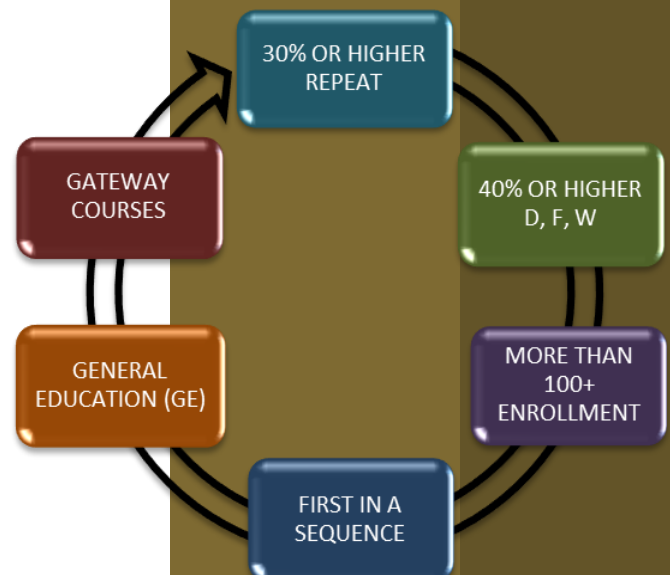 30% OR HIGHER
REPEAT
40% OR HIGHER
D, F, W
MORE THAN
100+
ENROLLMENT
FIRST IN A
SEQUENCE
GENERAL
EDUCATION (GE)
GATEWAY
COURSES